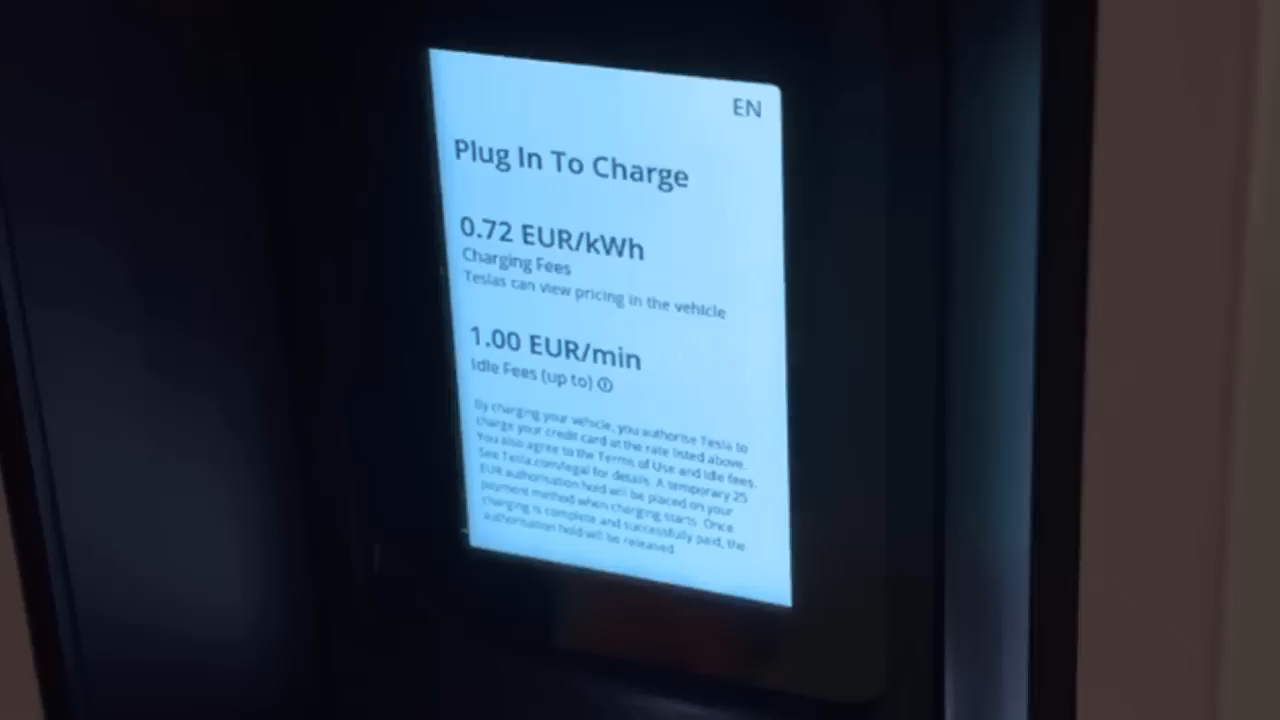 EN
Plug In To Charge
0.72 EUR/kWh
Charging Fees
Teslas can view pricing in the vehicle
1.00 EUR/min
Idle Fees (up to) ⓘ
By charging your vehicle, you authorise Tesla to
charge your credit card at the rate listed above.
You also agree to the Terms of Use and Idle fees.
See Tesla.com/legal for details. A temporary 25
EUR authorisation hold will be placed on your
payment method when charging starts. Once
charging is complete and successfully paid, the
authorisation hold will be released.